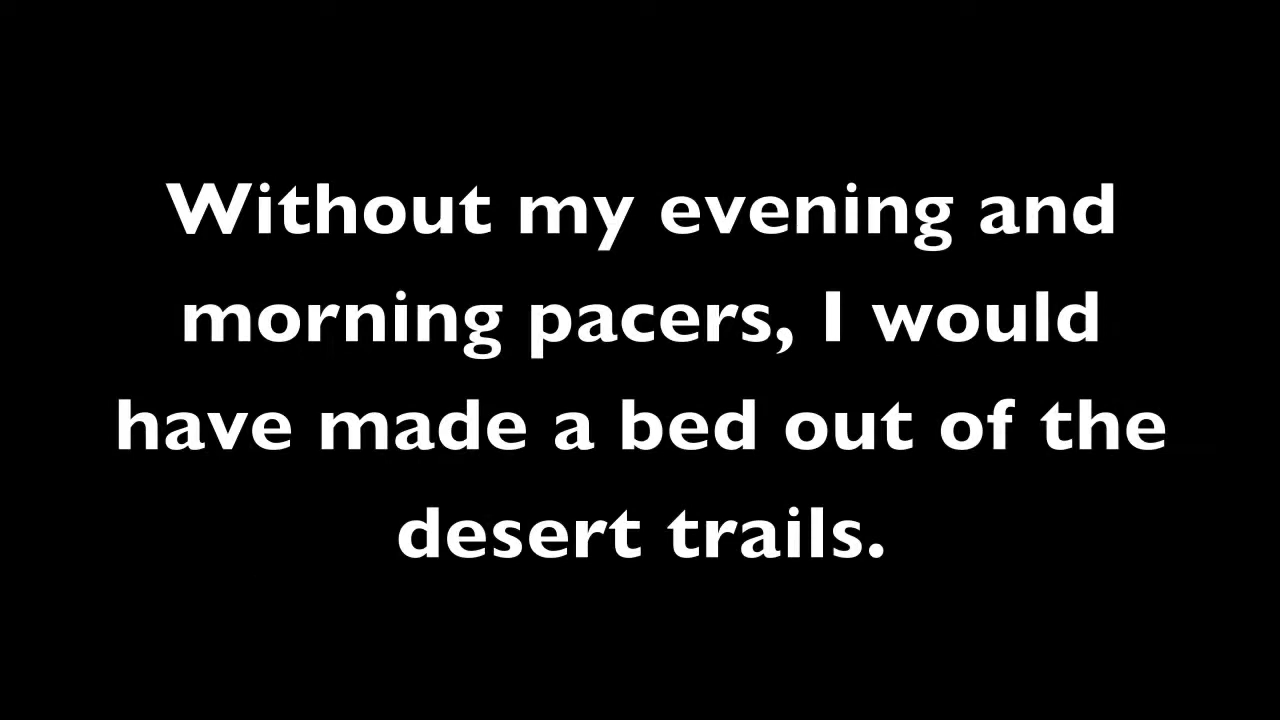 Without my evening and
morning pacers, I would
have made a bed out of the
desert trails.